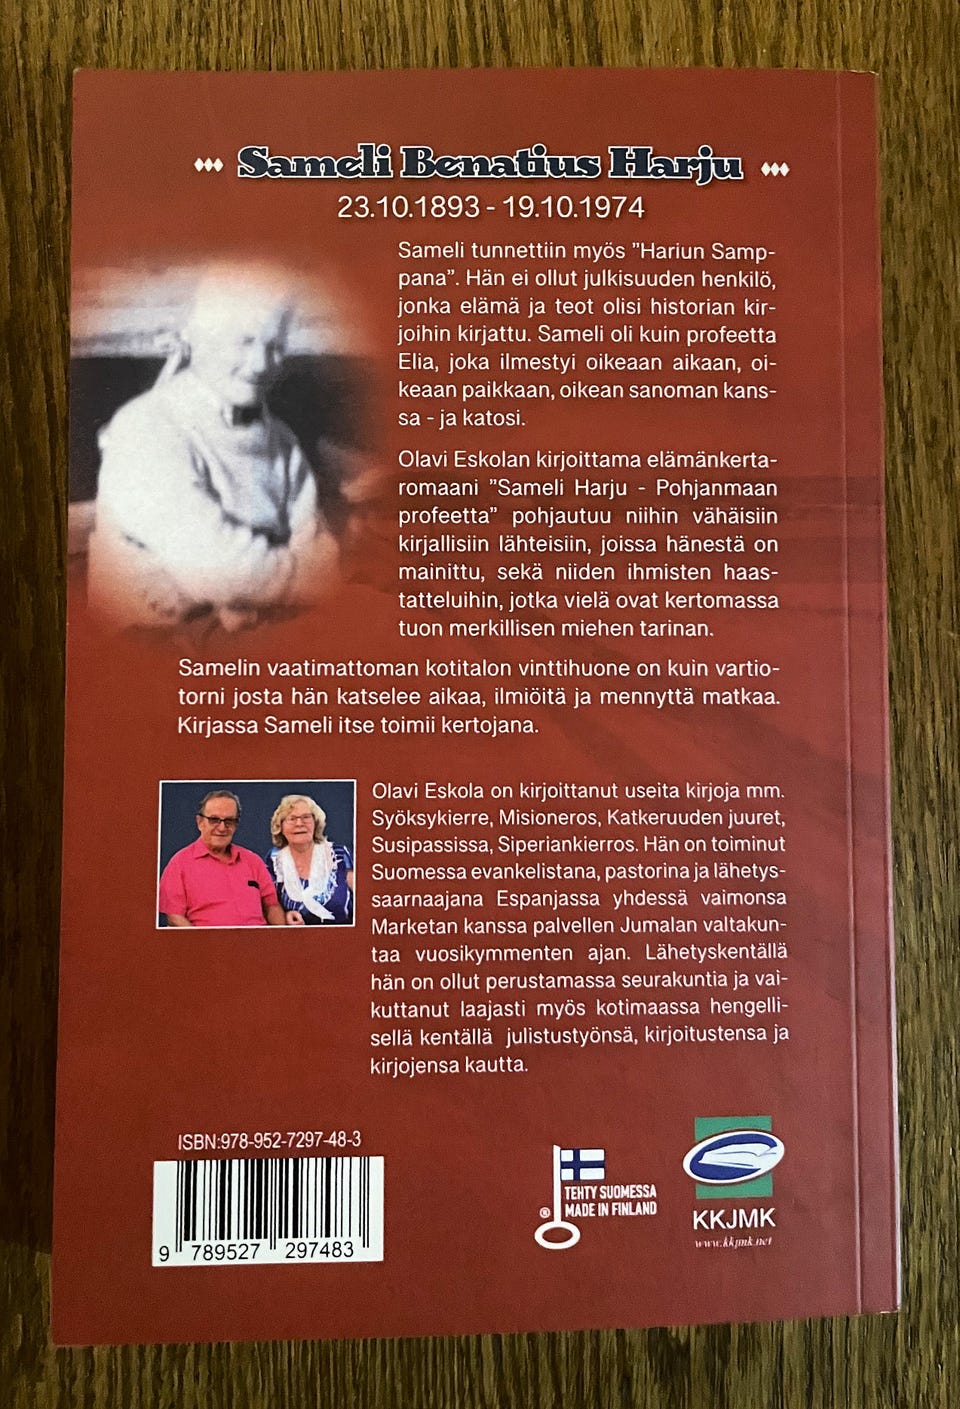 Sameli Benatius Harju
23.10.1893 - 19.10.1974
Sameli tunnettiin myös ”Hariun Samp-
pana”. Hän ei ollut julkisuuden henkilö,
jonka elämä ja teot olisi historian kir-
joihin kirjattu. Sameli oli kuin profeetta
Elia, joka ilmestyi oikeaan aikaan, oi-
keaan paikkaan, oikean sanoman kans-
sa - ja katosi.
Olavi Eskolan kirjoittama elämänkerta-
romaani ”Sameli Harju - Pohjanmaan
profeetta” pohjautuu niihin vähäisiin
kirjallisiin lähteisiin, joissa hänestä on
mainittu, sekä niiden ihmisten haas-
tatteluihin, jotka vielä ovat kertomassa
tuon merkillisen miehen tarinan.
Samelin vaatimattoman kotitalon vinttihuone on kuin vartio-
torni josta hän katselee aikaa, ilmiöitä ja mennyttä matkaa.
Kirjassa Sameli itse toimii kertojana.
Olavi Eskola on kirjoittanut useita kirjoja mm.
Syöksykierre, Misioneros, Katkeruuden juuret,
Susipassissa, Siperiankierros. Hän on toiminut
Suomessa evankelistana, pastorina ja lähetys-
saarnaajana Espanjassa yhdessä vaimonsa
Marketan kanssa palvellen Jumalan valtakun-
taa vuosikymmenten ajan. Lähetyskentällä
hän on ollut perustamassa seurakuntia ja vai-
kuttanut laajasti myös kotimaassa hengelli-
sellä kentällä julistustyönsä, kirjoitustensa ja
kirjojensa kautta.
ISBN:978-952-7297-48-3
9 789527 297483
TEHTY SUOMESSA
® MADE IN FINLAND
KKJMK
www.kkjmk.net